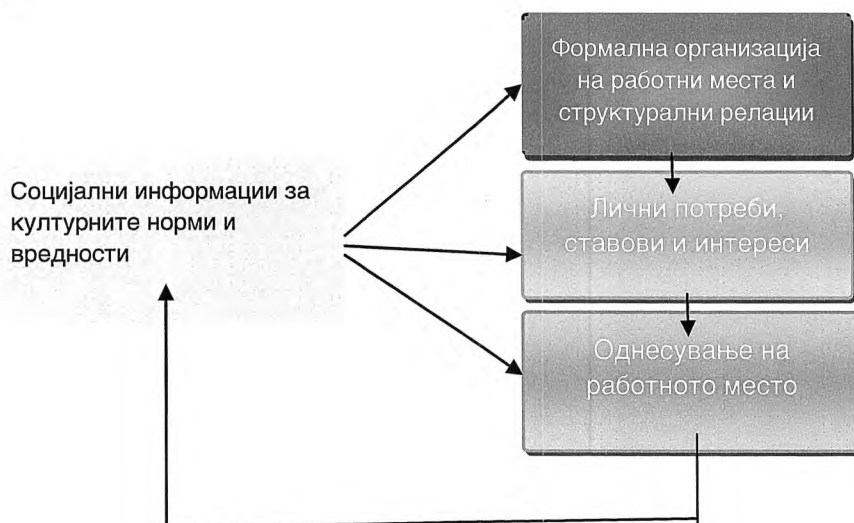 Формална организација
на работни места и
структурални релации
Социјални информации за
културните норми и
вредности
Лични потреби,
ставови и интереси
Однесување на
работното место